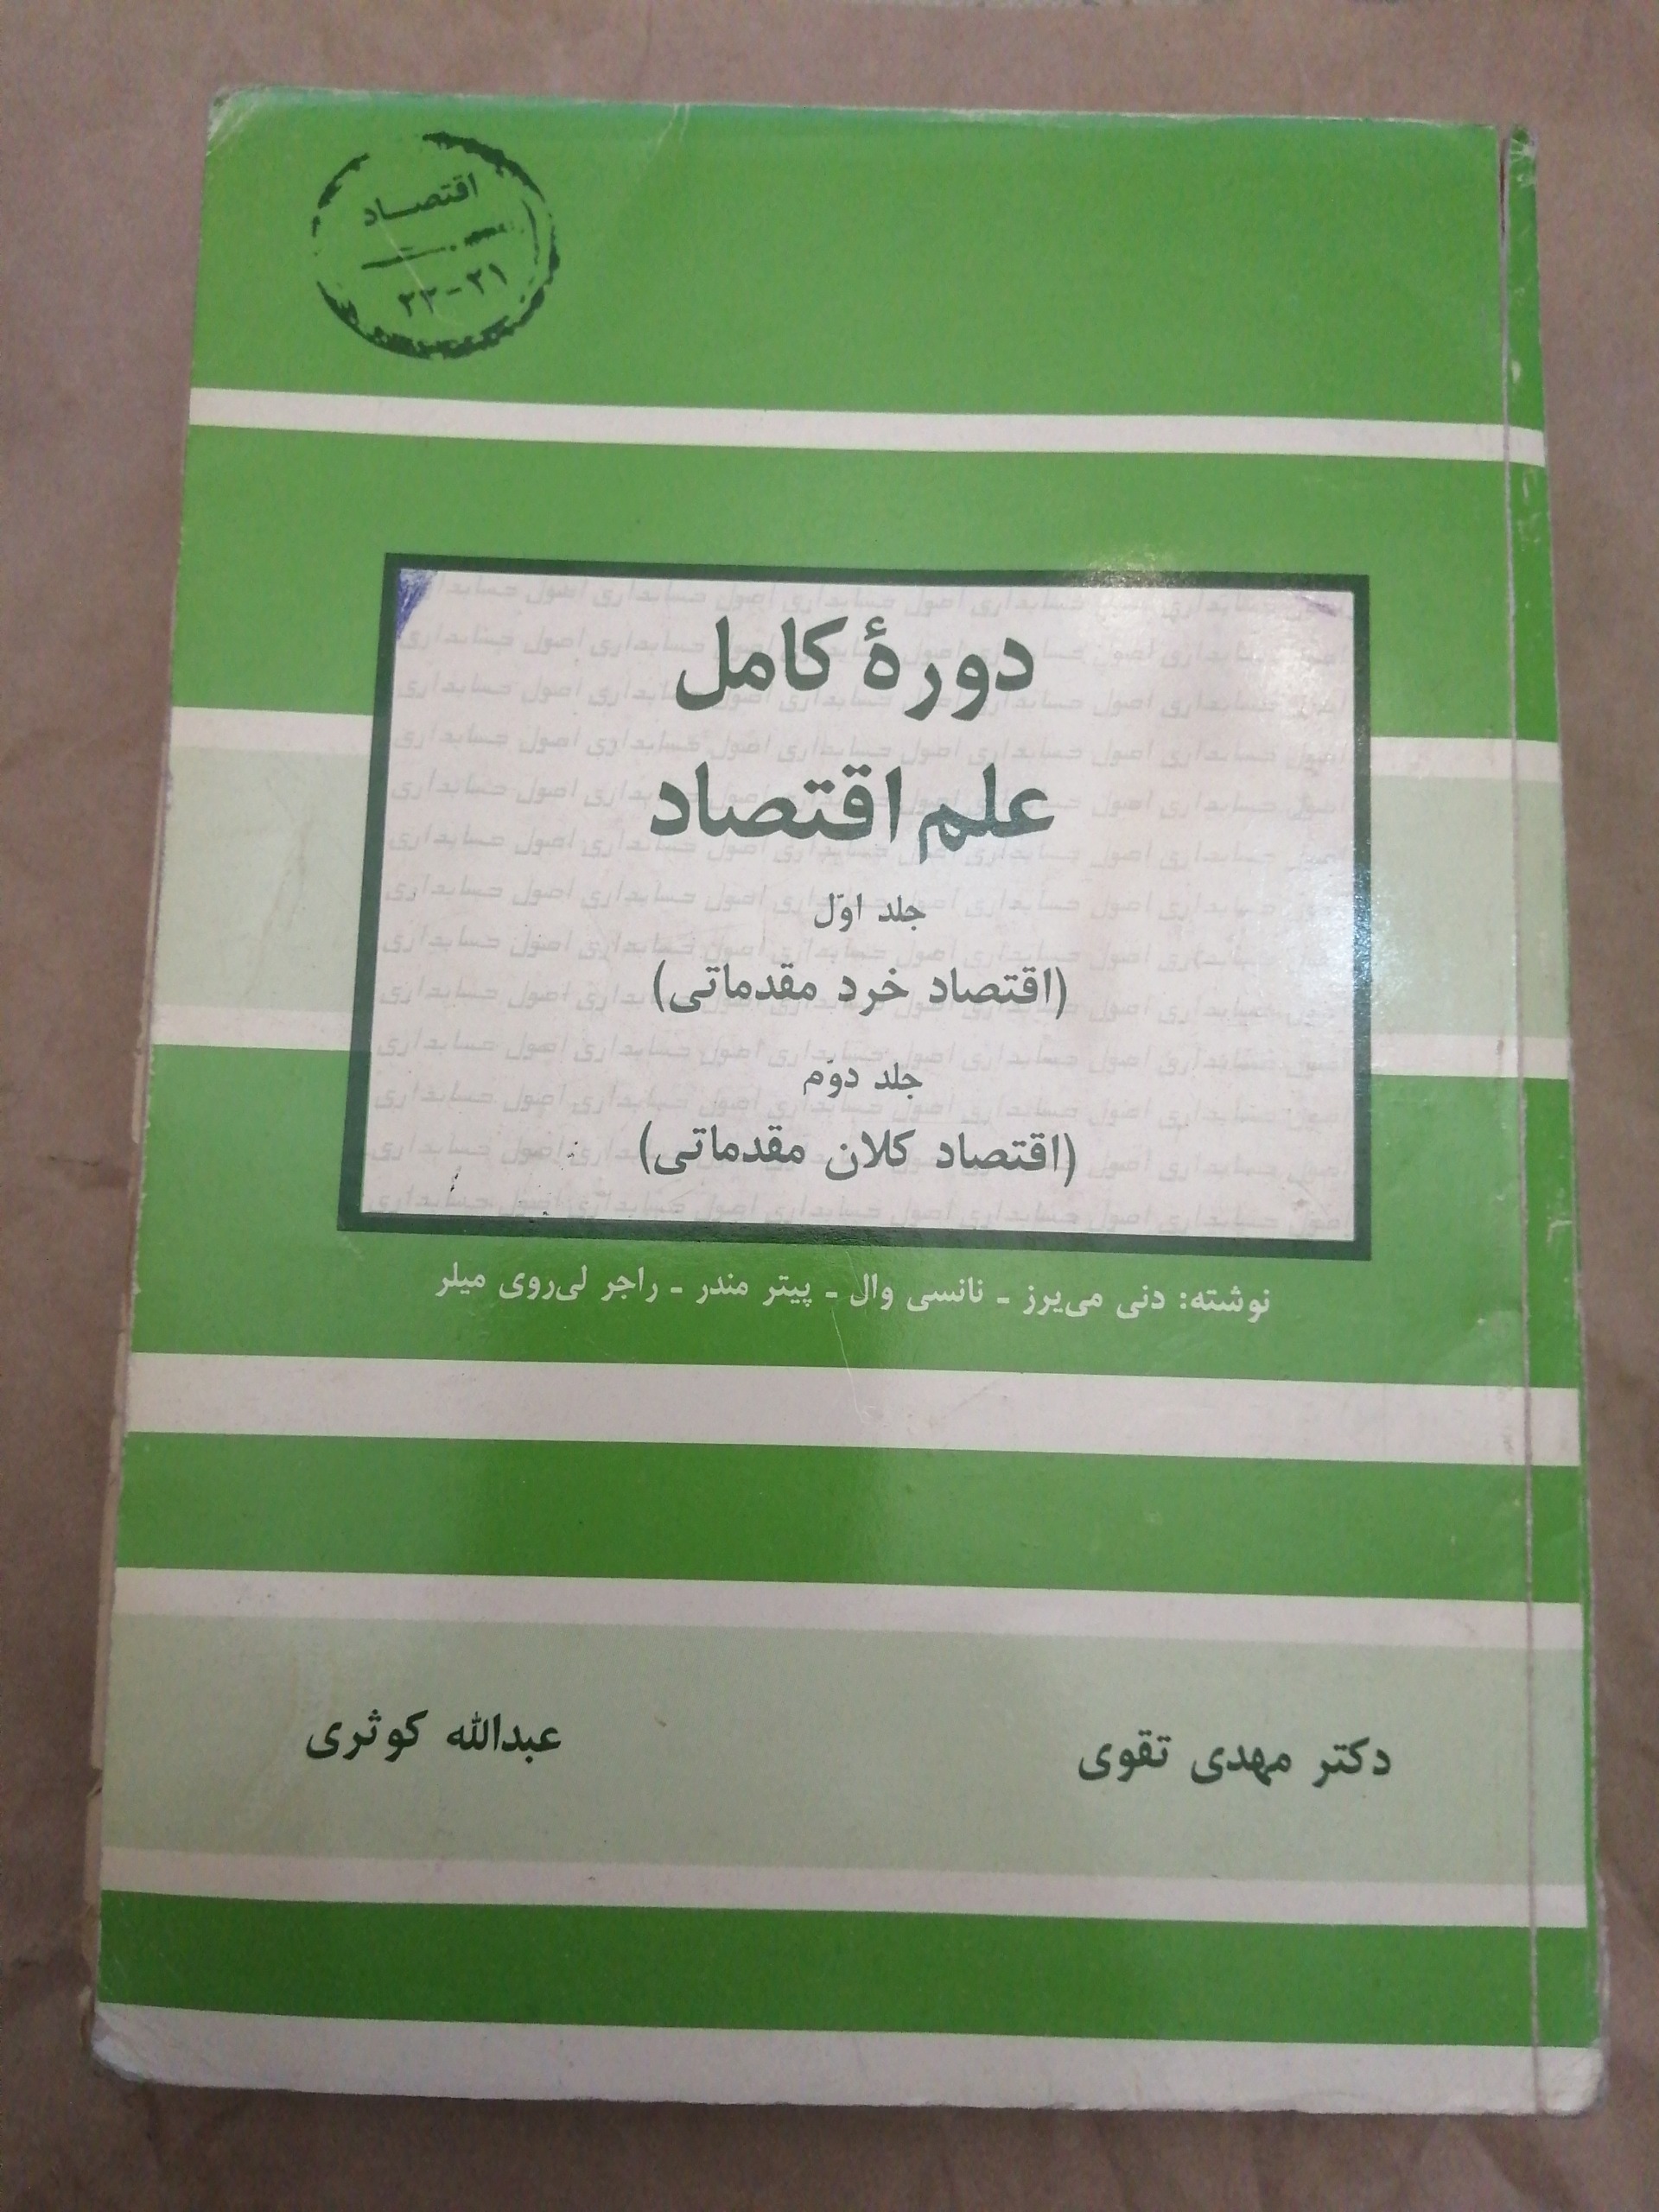 اقتصاد
۲۱-۲۲
دورهٔ کامل
علم اقتصاد
جلد اوّل
(اقتصاد خرد مقدماتی)
جلد دوّم
(اقتصاد کلان مقدماتی)
نوشته: دنی می‌یرز ـ نانسی وال ـ پیتر مندر ـ راجر لی‌روی میلر
دکتر مهدی تقوی
عبدالله کوثری